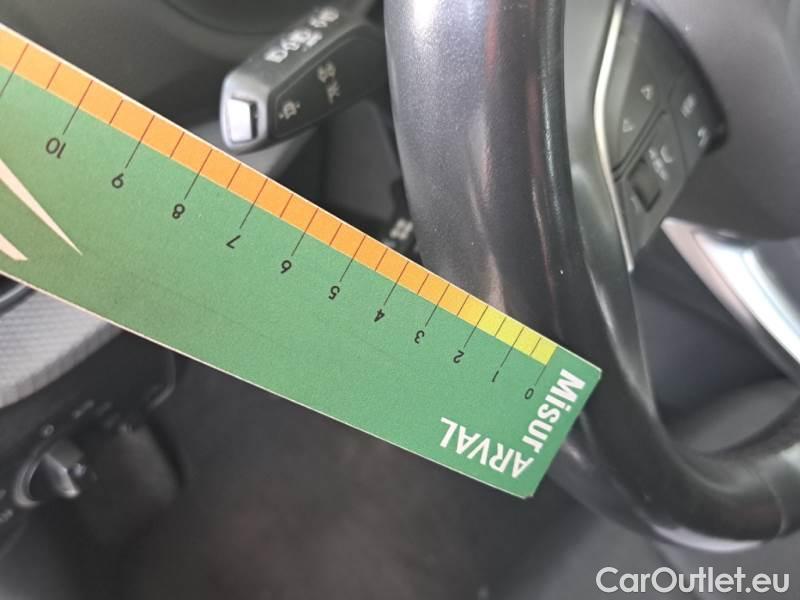 10 9 8 7 6 5 4 3 2 1 0
Misur
ARVAL
CarOutlet.eu